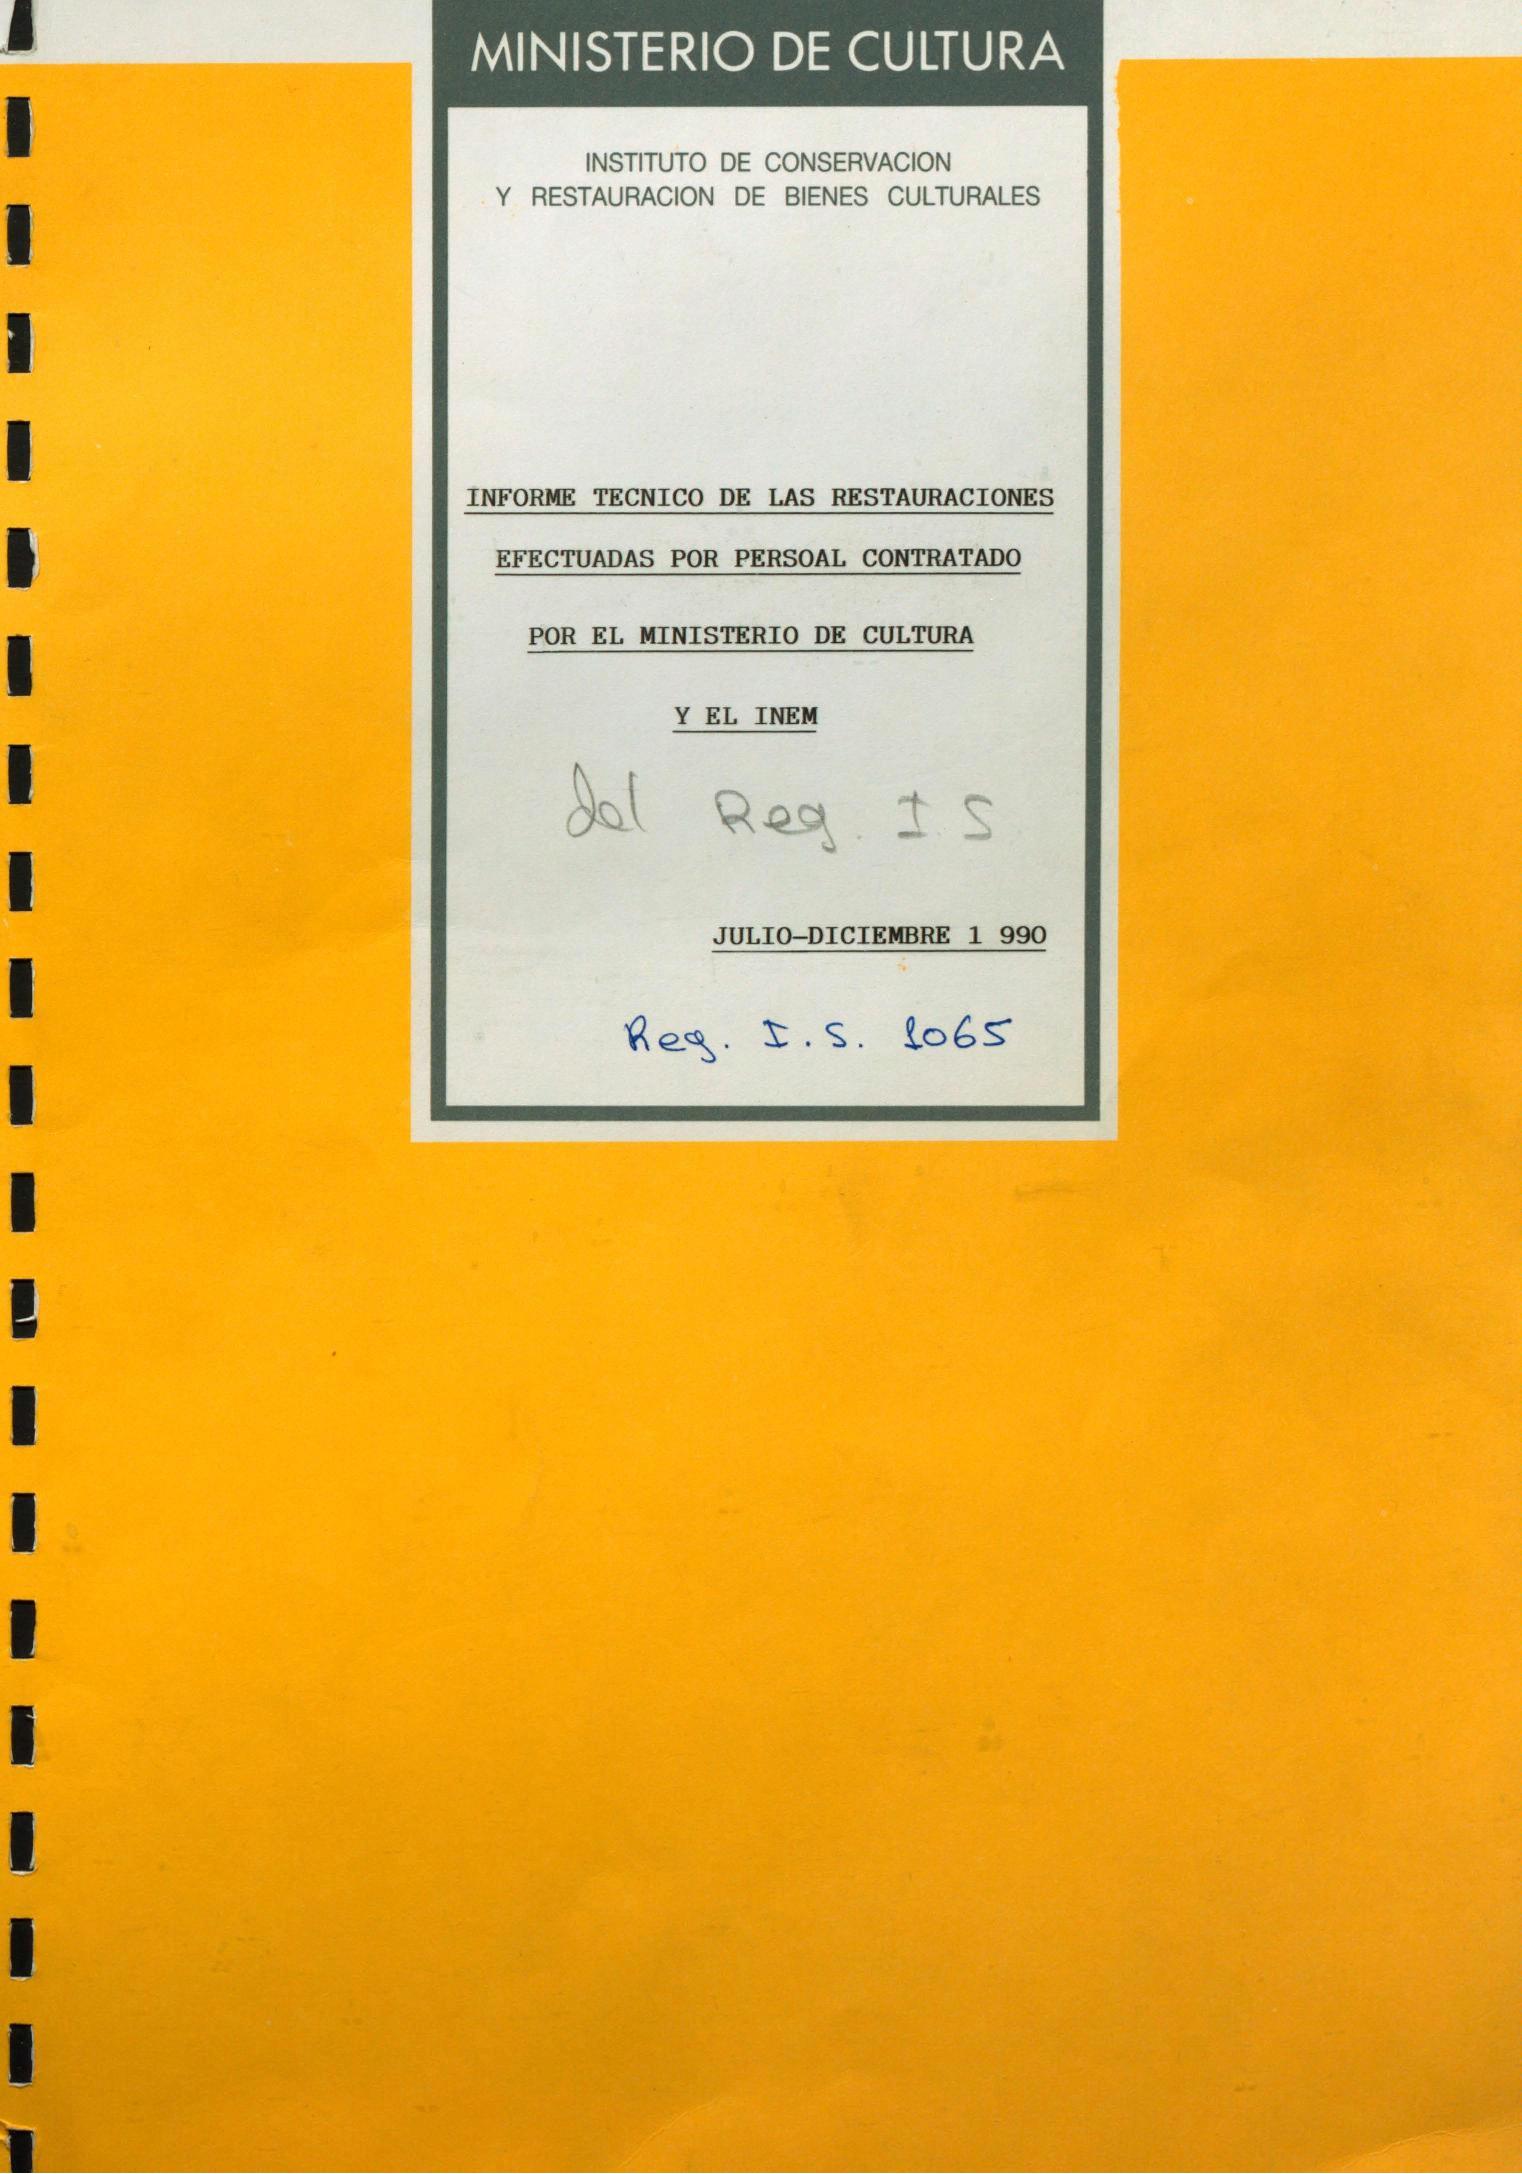 MINISTERIO DE CULTURA
INSTITUTO DE CONSERVACION
Y RESTAURACION DE BIENES CULTURALES
INFORME TECNICO DE LAS RESTAURACIONES
EFECTUADAS POR PERSOAL CONTRATADO
POR EL MINISTERIO DE CULTURA
Y EL INEM
del Reg. I. S
JULIO-DICIEMBRE 1 990
Reg. I.S. 1065